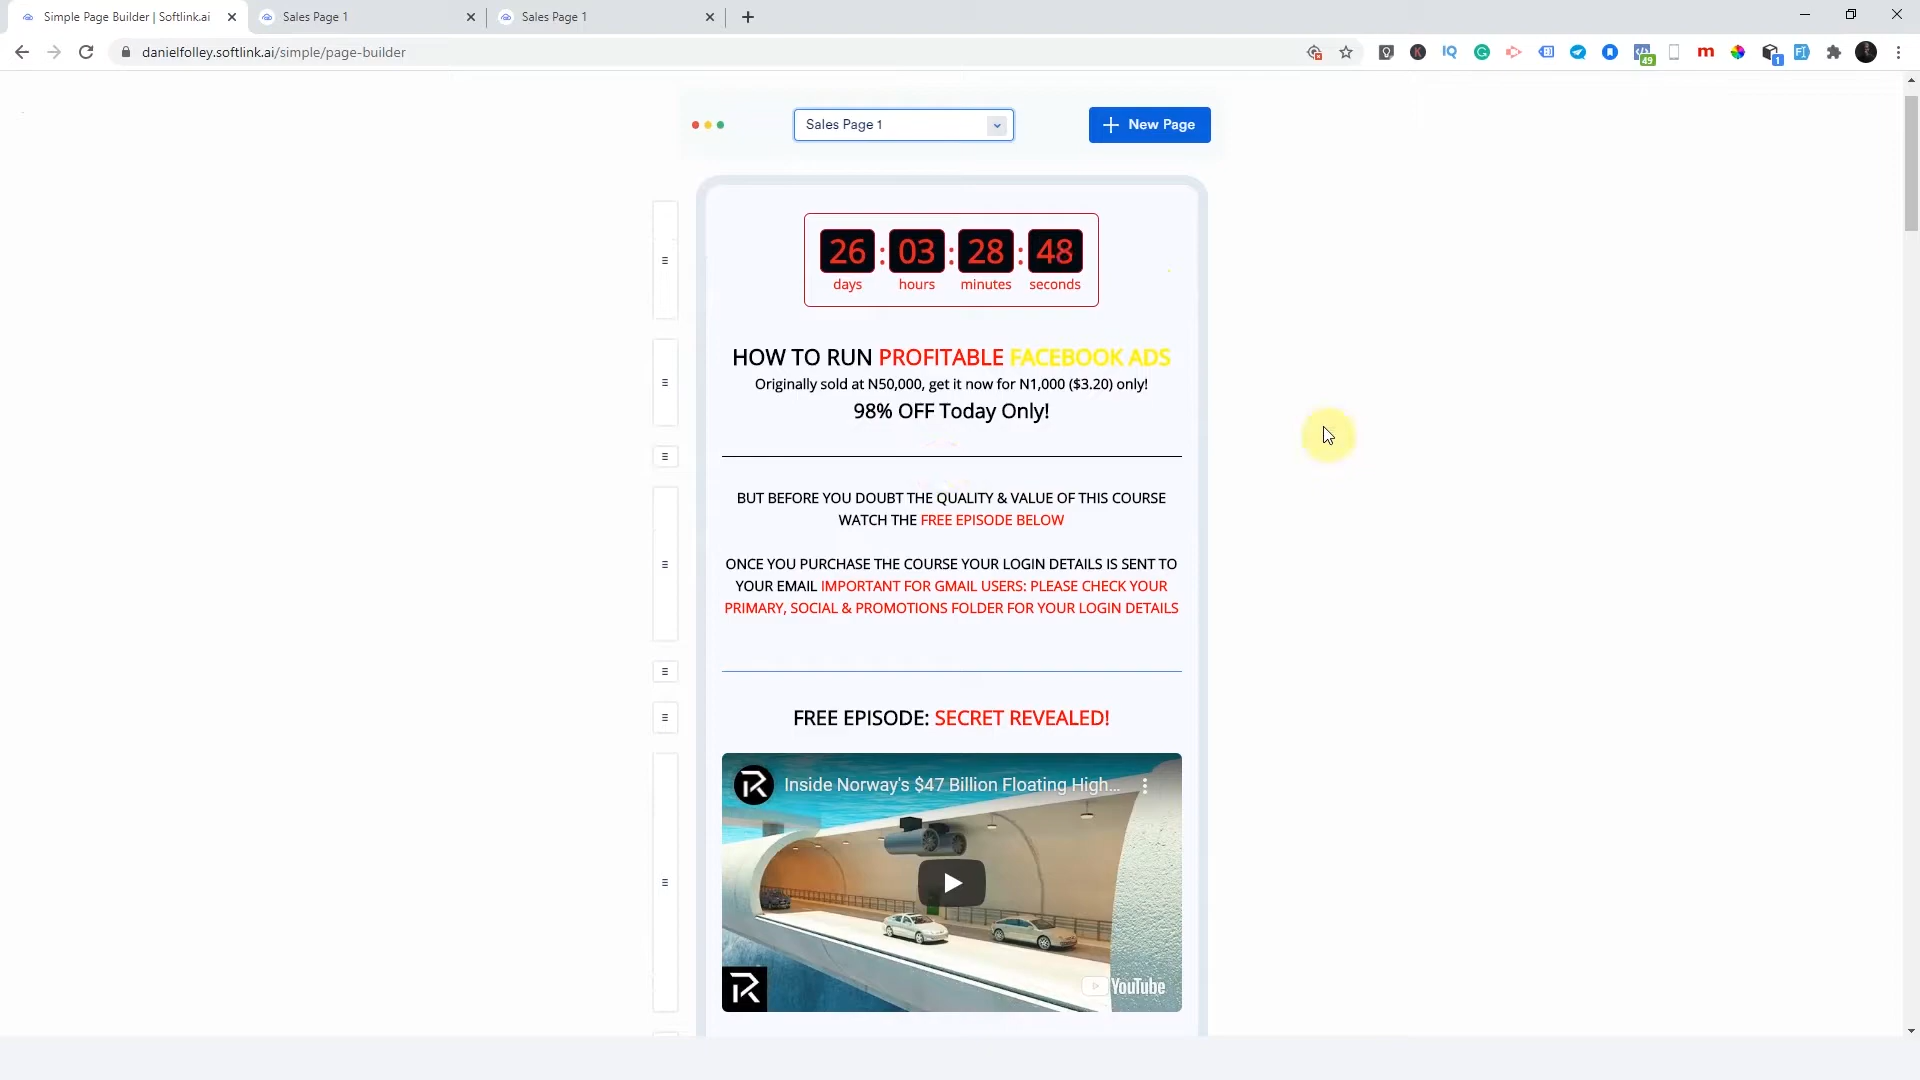 Simple Page Builder | Softlink.ai
Sales Page 1
Sales Page 1
danielfolley.softlink.ai/simple/page-builder
K
IQ
49
m
1
Sales Page 1
New Page
26 : 03 : 28 : 48
days hours minutes seconds
HOW TO RUN PROFITABLE FACEBOOK ADS
Originally sold at N50,000, get it now for N1,000 ($3.20) only!
98% OFF Today Only!
BUT BEFORE YOU DOUBT THE QUALITY & VALUE OF THIS COURSE
WATCH THE FREE EPISODE BELOW
ONCE YOU PURCHASE THE COURSE YOUR LOGIN DETAILS IS SENT TO
YOUR EMAIL IMPORTANT FOR GMAIL USERS: PLEASE CHECK YOUR
PRIMARY, SOCIAL & PROMOTIONS FOLDER FOR YOUR LOGIN DETAILS
FREE EPISODE: SECRET REVEALED!
Inside Norway's $47 Billion Floating High...
YouTube